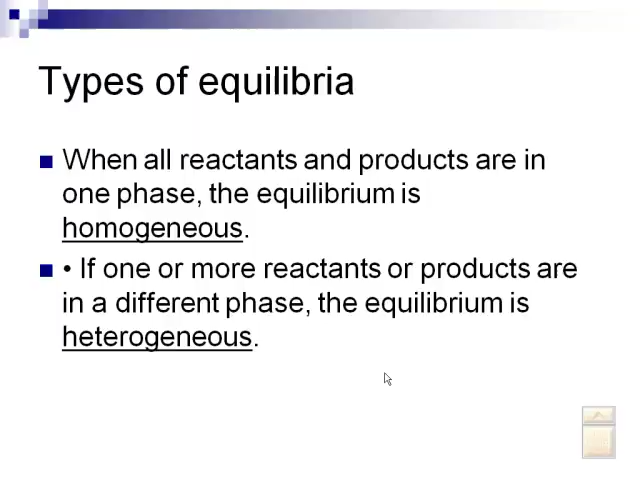 Types of equilibria
When all reactants and products are in
one phase, the equilibrium is
homogeneous.
• If one or more reactants or products are
in a different phase, the equilibrium is
heterogeneous.